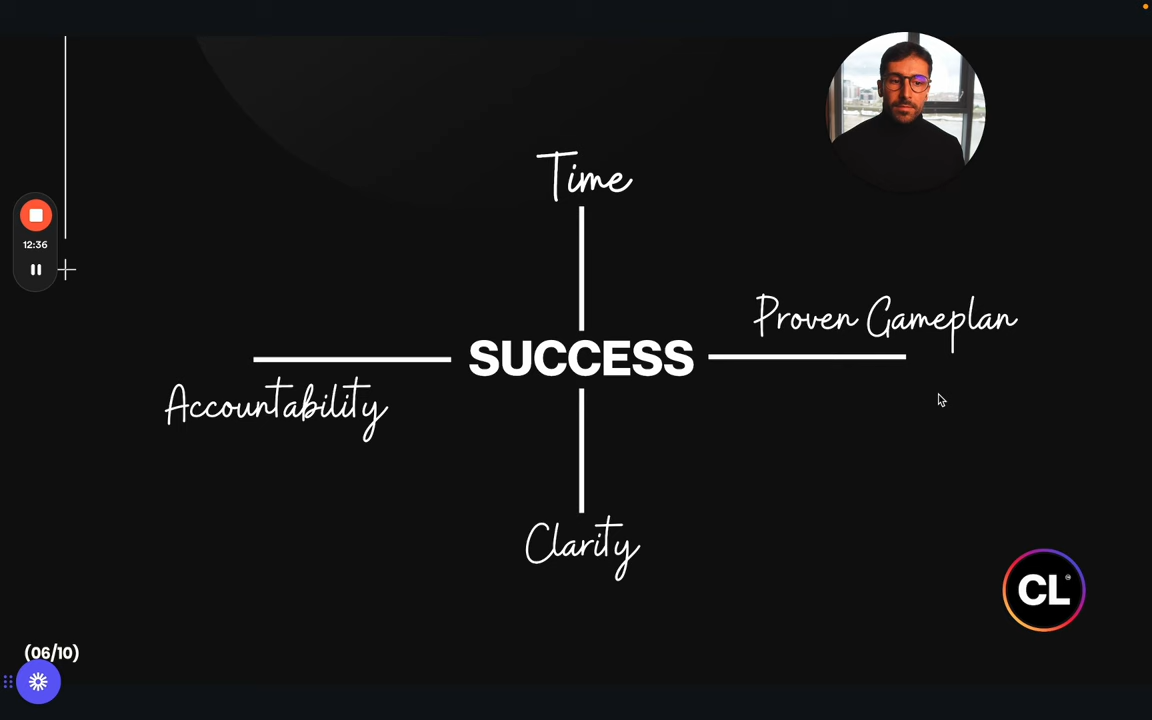 Time
12:36
Proven Gameplan
SUCCESS
Accountability
Clarity
CL
(06/10)